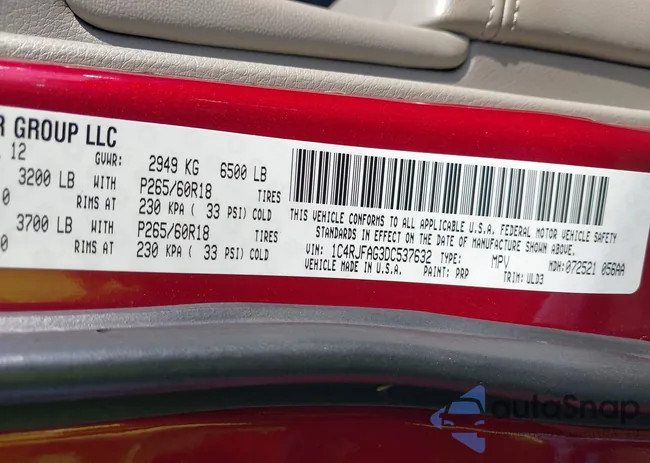 R GROUP LLC
12
GVWR: 2949 KG 6500 LB
3200 LB WITH P265/60R18 TIRES
0 RIMS AT 230 KPA ( 33 PSI) COLD
3700 LB WITH P265/60R18 TIRES
0 RIMS AT 230 KPA ( 33 PSI) COLD
THIS VEHICLE CONFORMS TO ALL APPLICABLE U.S.A. FEDERAL MOTOR VEHICLE SAFETY
STANDARDS IN EFFECT ON THE DATE OF MANUFACTURE SHOWN ABOVE.
VIN: 1C4RJFAG3DC537632 TYPE: MPV MDH: 072521 056AA
VEHICLE MADE IN U.S.A. PAINT: PRP TRIM: ULD3
autoSnap